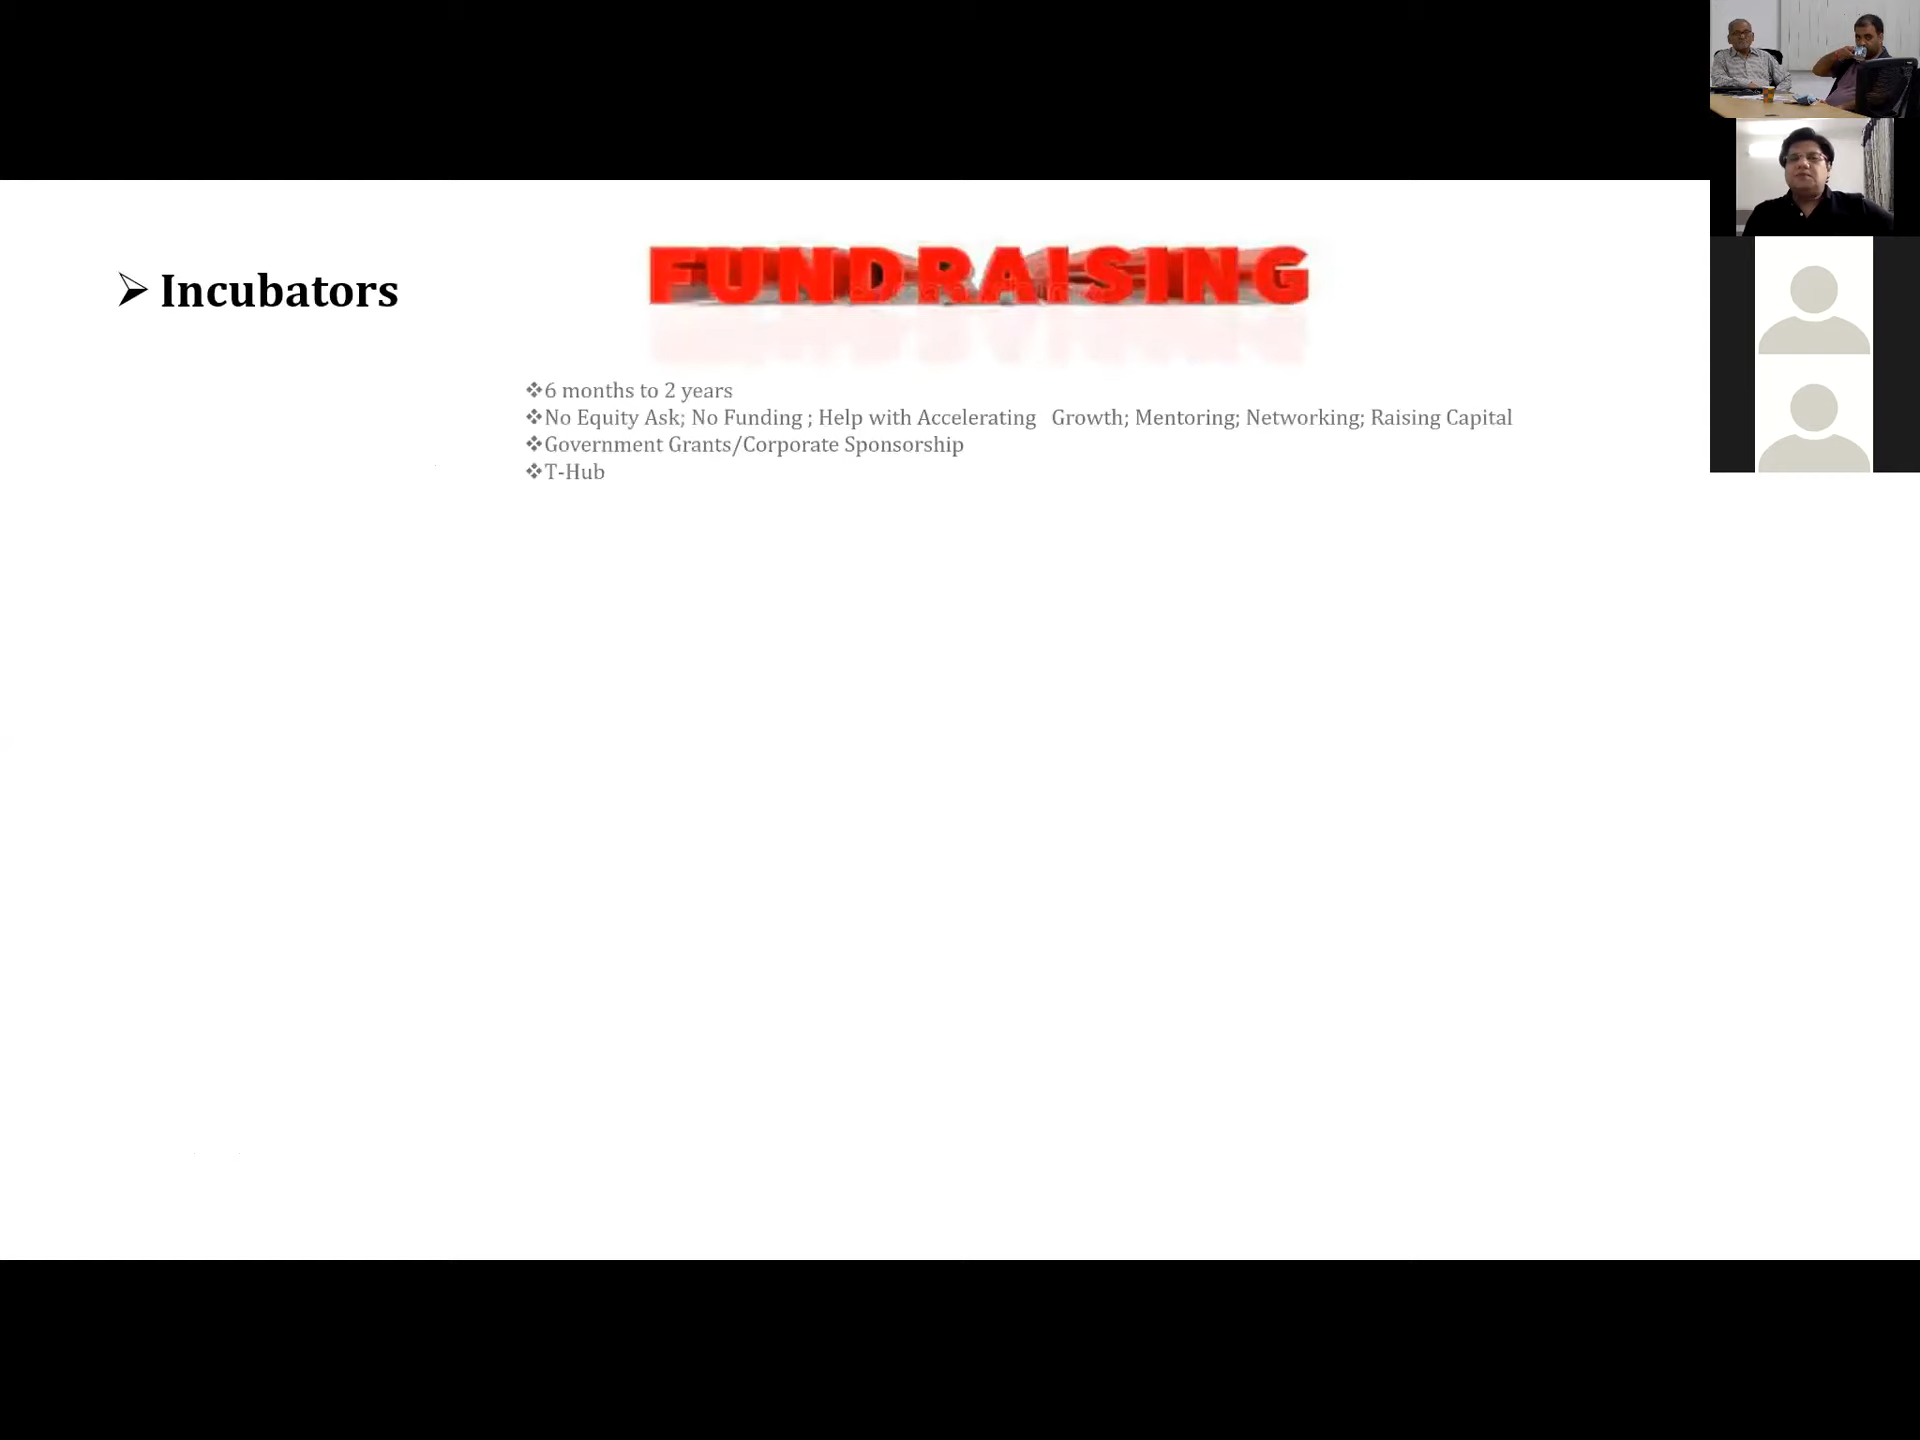 FUNDRAISING
➢ Incubators
❖6 months to 2 years
❖No Equity Ask; No Funding ; Help with Accelerating Growth; Mentoring; Networking; Raising Capital
❖Government Grants/Corporate Sponsorship
❖T-Hub